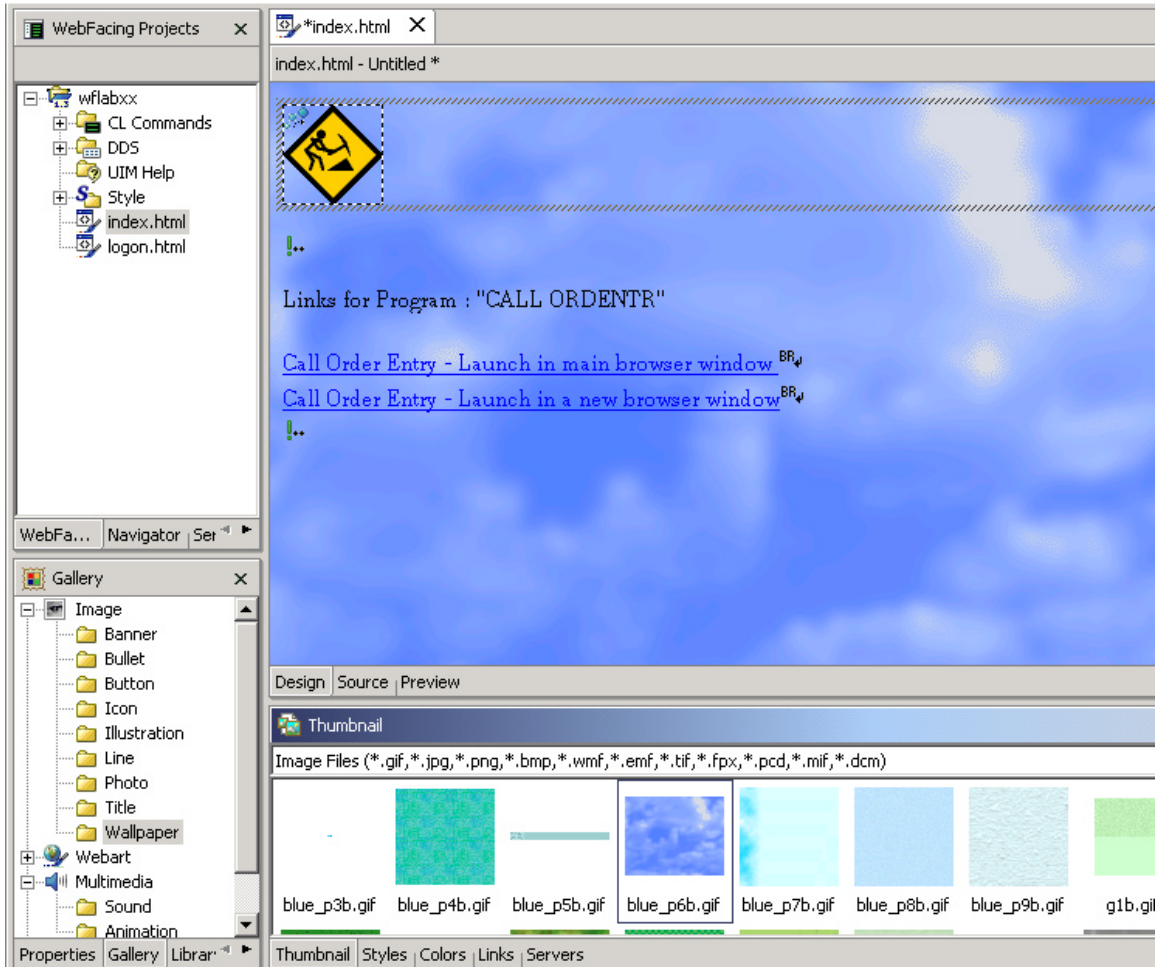 WebFacing Projects
wflabxx
CL Commands
DDS
UIM Help
Style
index.html
logon.html
WebFa... Navigator Ser
*index.html
index.html - Untitled *
Links for Program : "CALL ORDENTR"
Call Order Entry - Launch in main browser window BR
Call Order Entry - Launch in a new browser window BR
Design Source Preview
Gallery
Image
Banner
Bullet
Button
Icon
Illustration
Line
Photo
Title
Wallpaper
Webart
Multimedia
Sound
Animation
Properties Gallery Librar
Thumbnail
Image Files (*.gif,*.jpg,*.png,*.bmp,*.wmf,*.emf,*.tif,*.fpx,*.pcd,*.mif,*.dcm)
blue_p3b.gif blue_p4b.gif blue_p5b.gif blue_p6b.gif blue_p7b.gif blue_p8b.gif blue_p9b.gif g1b.gi
Thumbnail Styles Colors Links Servers